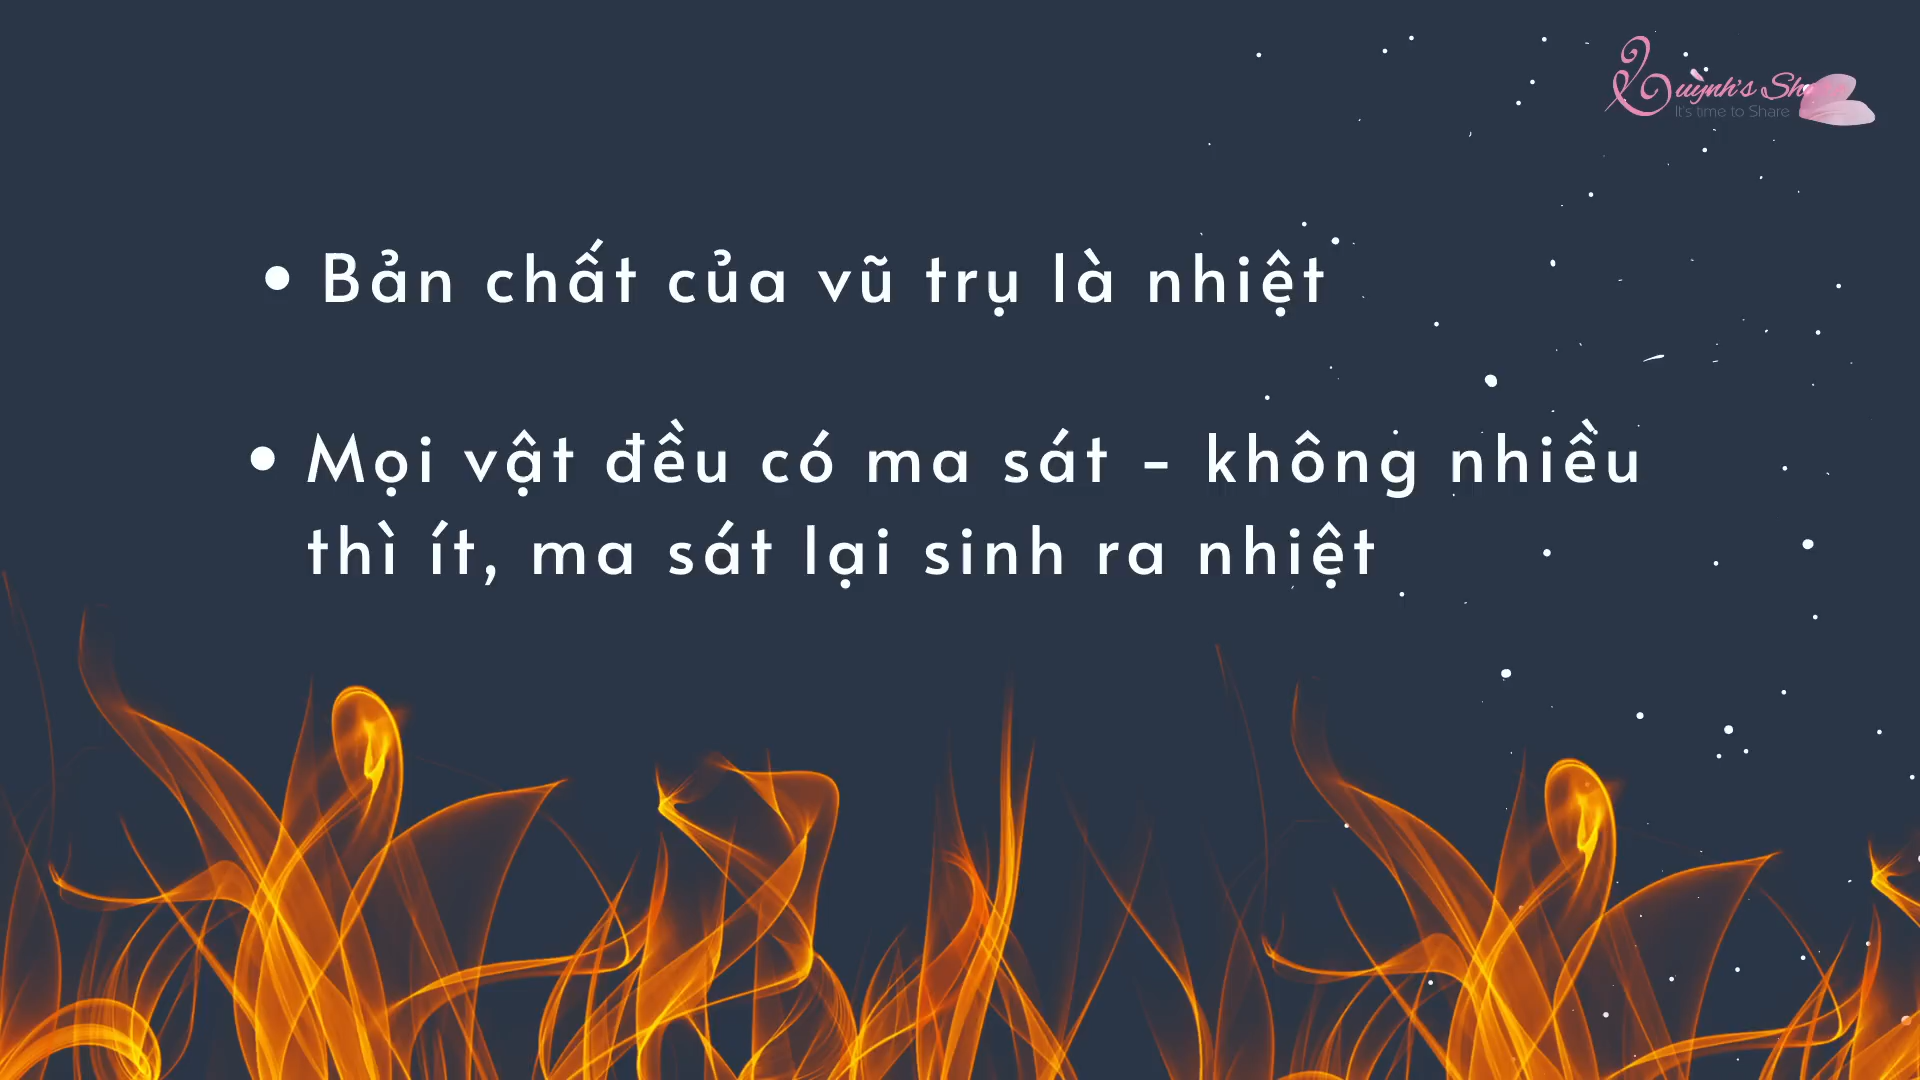 Quỳnh's
It's time to Share
• Bản chất của vũ trụ là nhiệt
• Mọi vật đều có ma sát - không nhiều
thì ít, ma sát lại sinh ra nhiệt